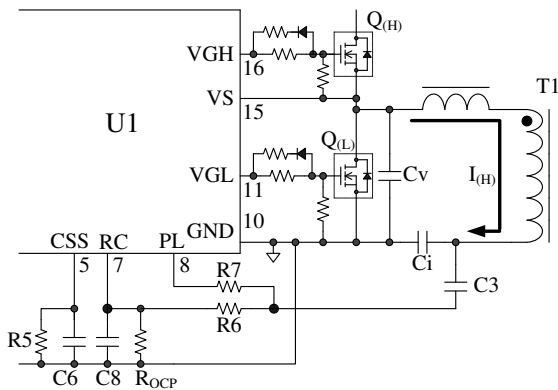 Q(H)
VGH
16
T1
VS
15
U1
Q(L)
VGL
11
Cv
I(H)
GND
10
CSS
RC
PL
5
7
8
Ci
R7
C3
R6
R5
C6
C8
ROCP